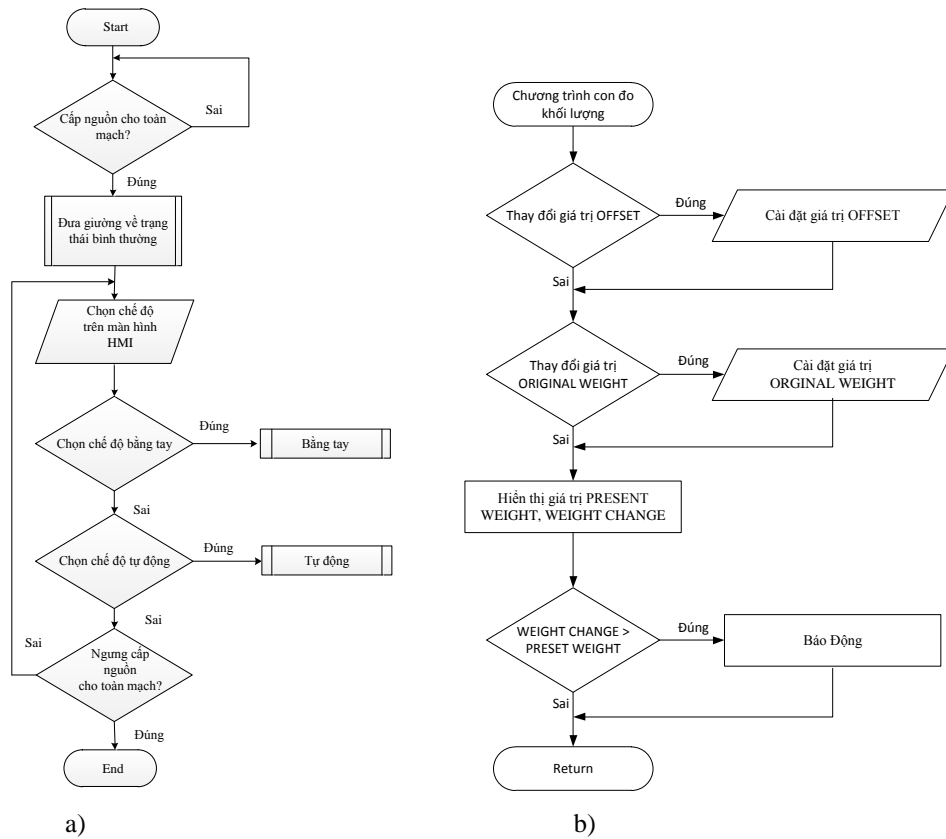 Start
Cấp nguồn cho toàn
mạch?
Sai
Đúng
Đưa giường về trạng
thái bình thường
Chọn chế độ
trên màn hình
HMI
Chọn chế độ bằng tay
Đúng
Bằng tay
Sai
Chọn chế độ tự động
Đúng
Tự động
Sai
Sai
Ngưng cấp
nguồn
cho toàn mạch?
Đúng
End
a)
Chương trình con đo
khối lượng
Thay đổi giá trị OFFSET
Đúng
Cài đặt giá trị OFFSET
Sai
Thay đổi giá trị
ORIGINAL WEIGHT
Đúng
Cài đặt giá trị
ORGINAL WEIGHT
Sai
Hiển thị giá trị PRESENT
WEIGHT, WEIGHT CHANGE
WEIGHT CHANGE >
PRESET WEIGHT
Đúng
Báo Động
Sai
Return
b)